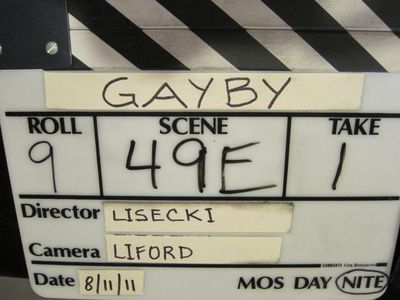 GAYBY
ROLL SCENE TAKE
9 49E 1
Director LISECKI
Camera LIFORD
Date 8/11/11 MOS DAY NITE